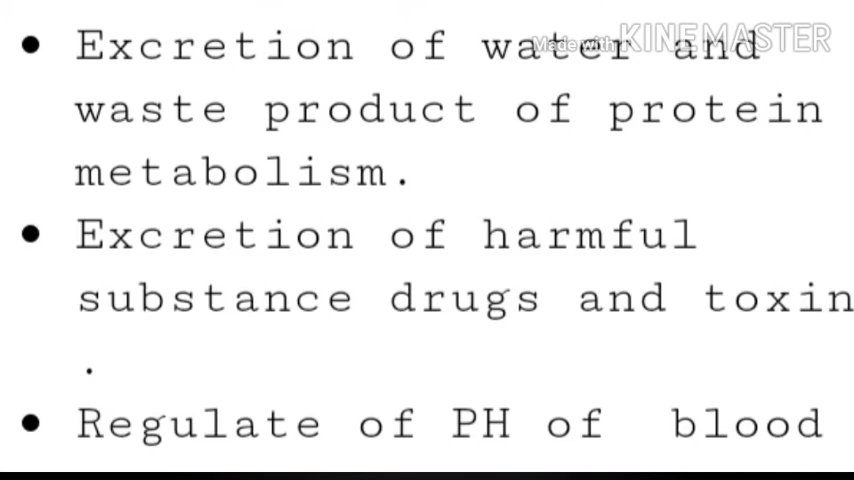 • Excretion of water and
waste product of protein
metabolism.
• Excretion of harmful
substance drugs and toxin
.
• Regulate of PH of blood
Made with KINEMASTER